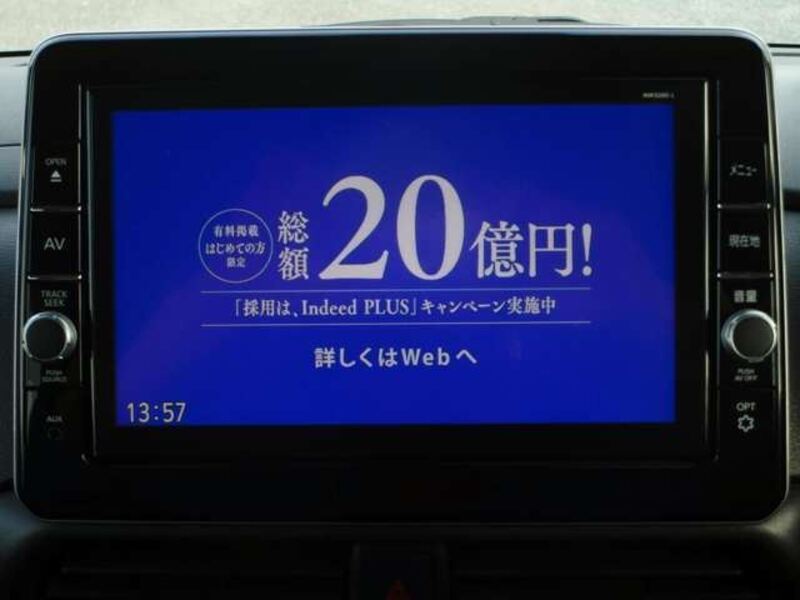 OPEN
AV
TRACK
SEEK
PUSH
SOURCE
AUX
有料掲載
はじめての方
限定
総額20億円!
「採用は、Indeed PLUS」キャンペーン実施中
詳しくはWebへ
13:57
メニュー
現在地
音量
PUSH
AV OFF
OPT